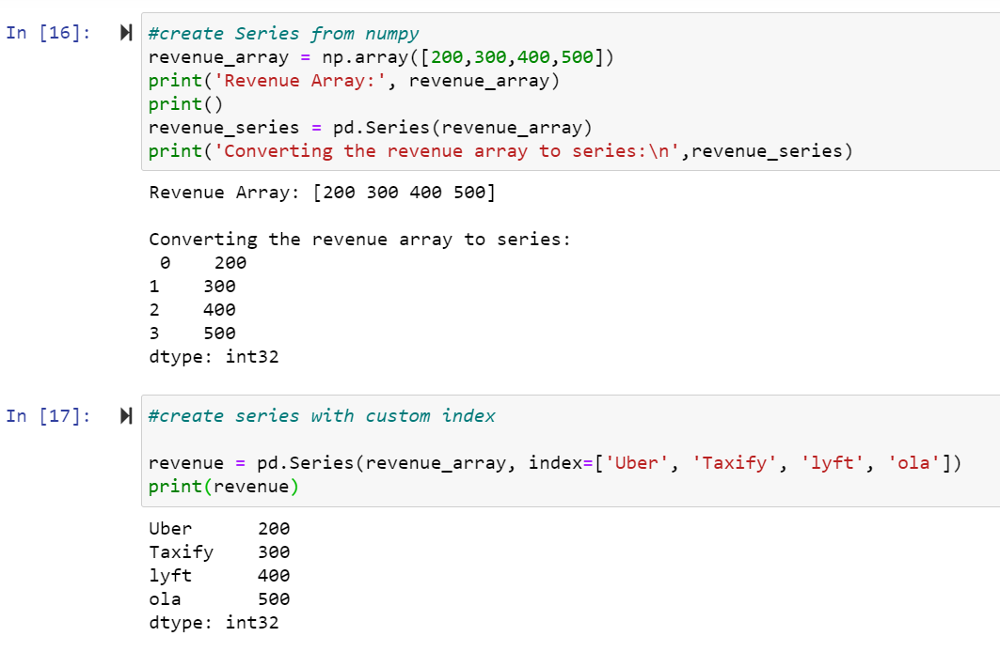 In [16]:
#create Series from numpy
revenue_array = np.array([200,300,400,500])
print('Revenue Array:', revenue_array)
print()
revenue_series = pd.Series(revenue_array)
print('Converting the revenue array to series:\n',revenue_series)
Revenue Array: [200 300 400 500]
Converting the revenue array to series:
 0    200
1    300
2    400
3    500
dtype: int32
In [17]:
#create series with custom index
revenue = pd.Series(revenue_array, index=['Uber', 'Taxify', 'lyft', 'ola'])
print(revenue)
Uber      200
Taxify    300
lyft      400
ola       500
dtype: int32